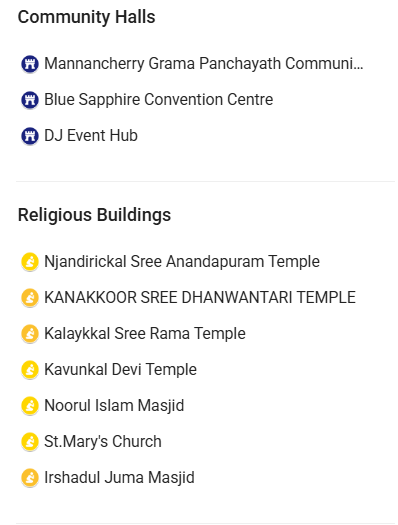 Community Halls
Mannancherry Grama Panchayath Communi...
Blue Sapphire Convention Centre
DJ Event Hub
Religious Buildings
Njandirickal Sree Anandapuram Temple
KANAKKOOR SREE DHANWANTARI TEMPLE
Kalaykkal Sree Rama Temple
Kavunkal Devi Temple
Noorul Islam Masjid
St.Mary's Church
Irshadul Juma Masjid